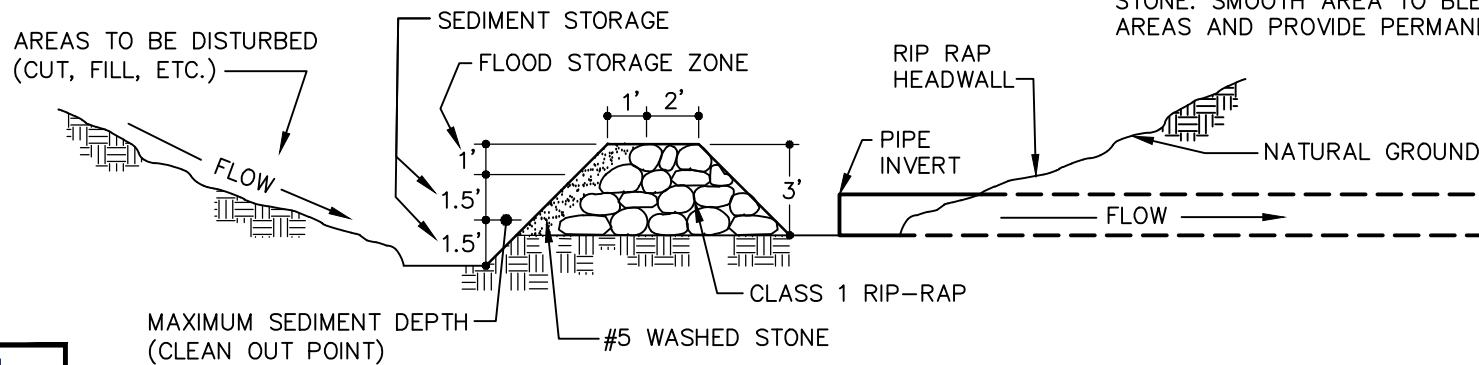 STONE. SMOOTH AREA TO
AREAS AND PROVIDE
SEDIMENT STORAGE
AREAS TO BE DISTURBED
(CUT, FILL, ETC.)
FLOOD STORAGE ZONE
RIP RAP
HEADWALL
1' 2'
PIPE
INVERT
1'
NATURAL GROUND
FLOW
1.5'
3'
FLOW
1.5'
CLASS 1 RIP-RAP
MAXIMUM SEDIMENT DEPTH
(CLEAN OUT POINT)
#5 WASHED STONE